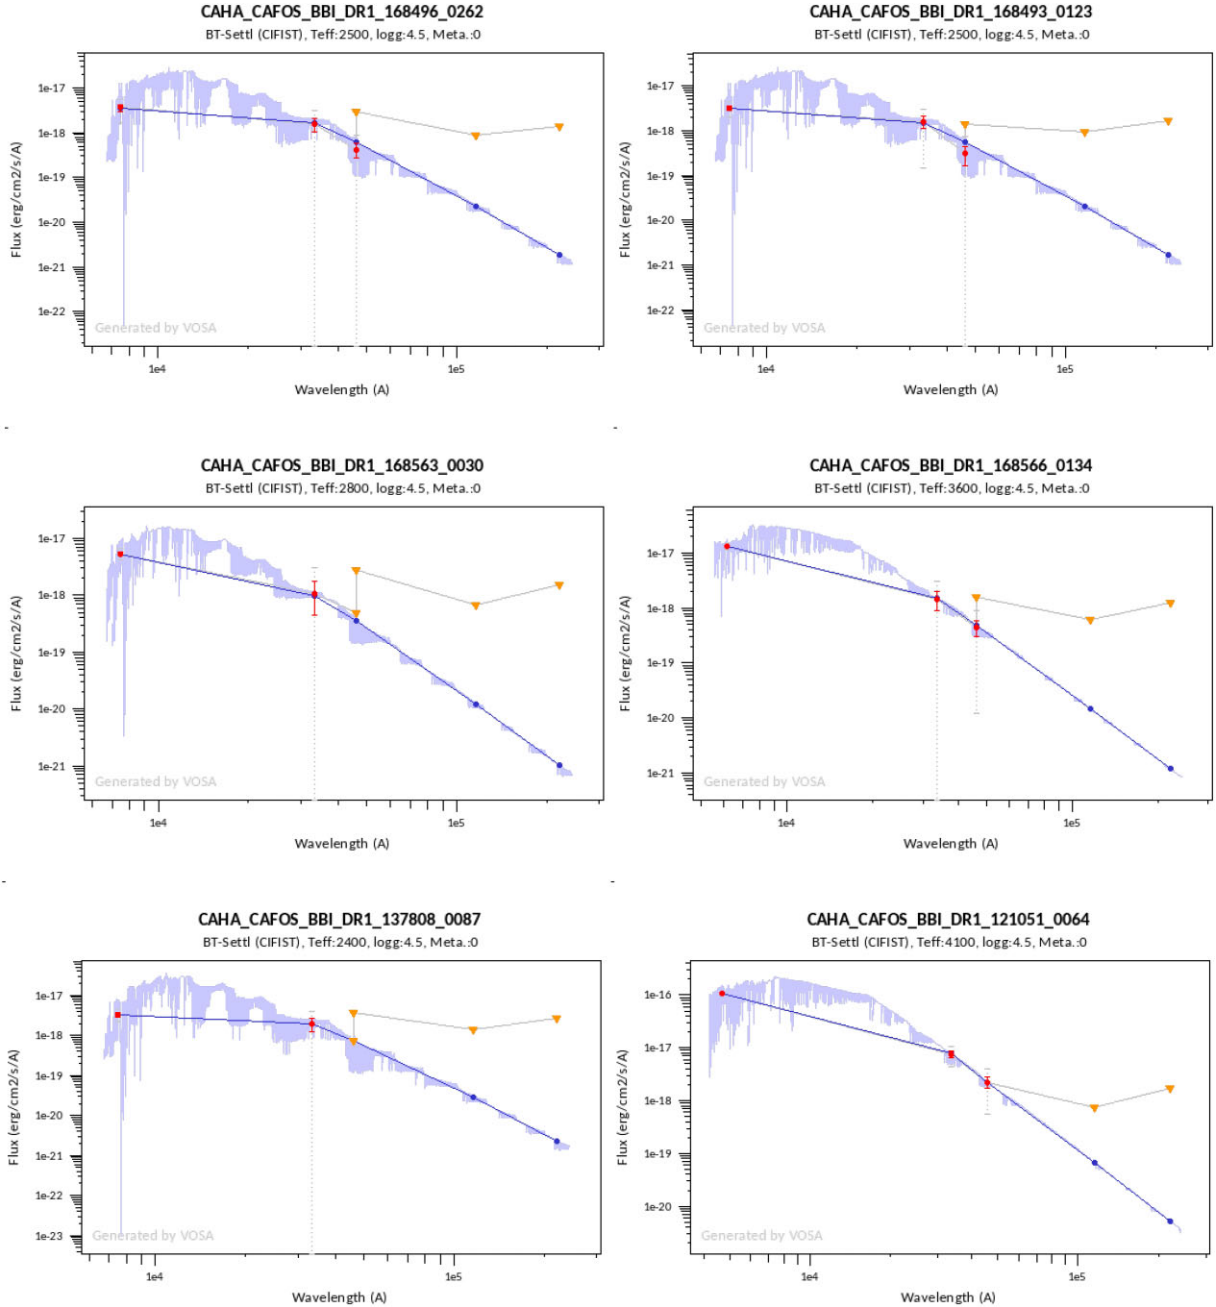 CAHA_CAFOS_BBI_DR1_168496_0262
BT-Settl (CIFIST), Teff:2500, logg:4.5, Meta.:0
Flux (erg/cm2/s/A)
1e-17
1e-18
1e-19
1e-20
1e-21
1e-22
Generated by VOSA
1e4
1e5
Wavelength (A)
CAHA_CAFOS_BBI_DR1_168493_0123
BT-Settl (CIFIST), Teff:2500, logg:4.5, Meta.:0
Flux (erg/cm2/s/A)
1e-17
1e-18
1e-19
1e-20
1e-21
1e-22
Generated by VOSA
1e4
1e5
Wavelength (A)
CAHA_CAFOS_BBI_DR1_168563_0030
BT-Settl (CIFIST), Teff:2800, logg:4.5, Meta.:0
Flux (erg/cm2/s/A)
1e-17
1e-18
1e-19
1e-20
1e-21
Generated by VOSA
1e4
1e5
Wavelength (A)
CAHA_CAFOS_BBI_DR1_168566_0134
BT-Settl (CIFIST), Teff:3600, logg:4.5, Meta.:0
Flux (erg/cm2/s/A)
1e-17
1e-18
1e-19
1e-20
1e-21
Generated by VOSA
1e4
1e5
Wavelength (A)
CAHA_CAFOS_BBI_DR1_137808_0087
BT-Settl (CIFIST), Teff:2400, logg:4.5, Meta.:0
Flux (erg/cm2/s/A)
1e-17
1e-18
1e-19
1e-20
1e-21
1e-22
1e-23
Generated by VOSA
1e4
1e5
Wavelength (A)
CAHA_CAFOS_BBI_DR1_121051_0064
BT-Settl (CIFIST), Teff:4100, logg:4.5, Meta.:0
Flux (erg/cm2/s/A)
1e-16
1e-17
1e-18
1e-19
1e-20
Generated by VOSA
1e4
1e5
Wavelength (A)